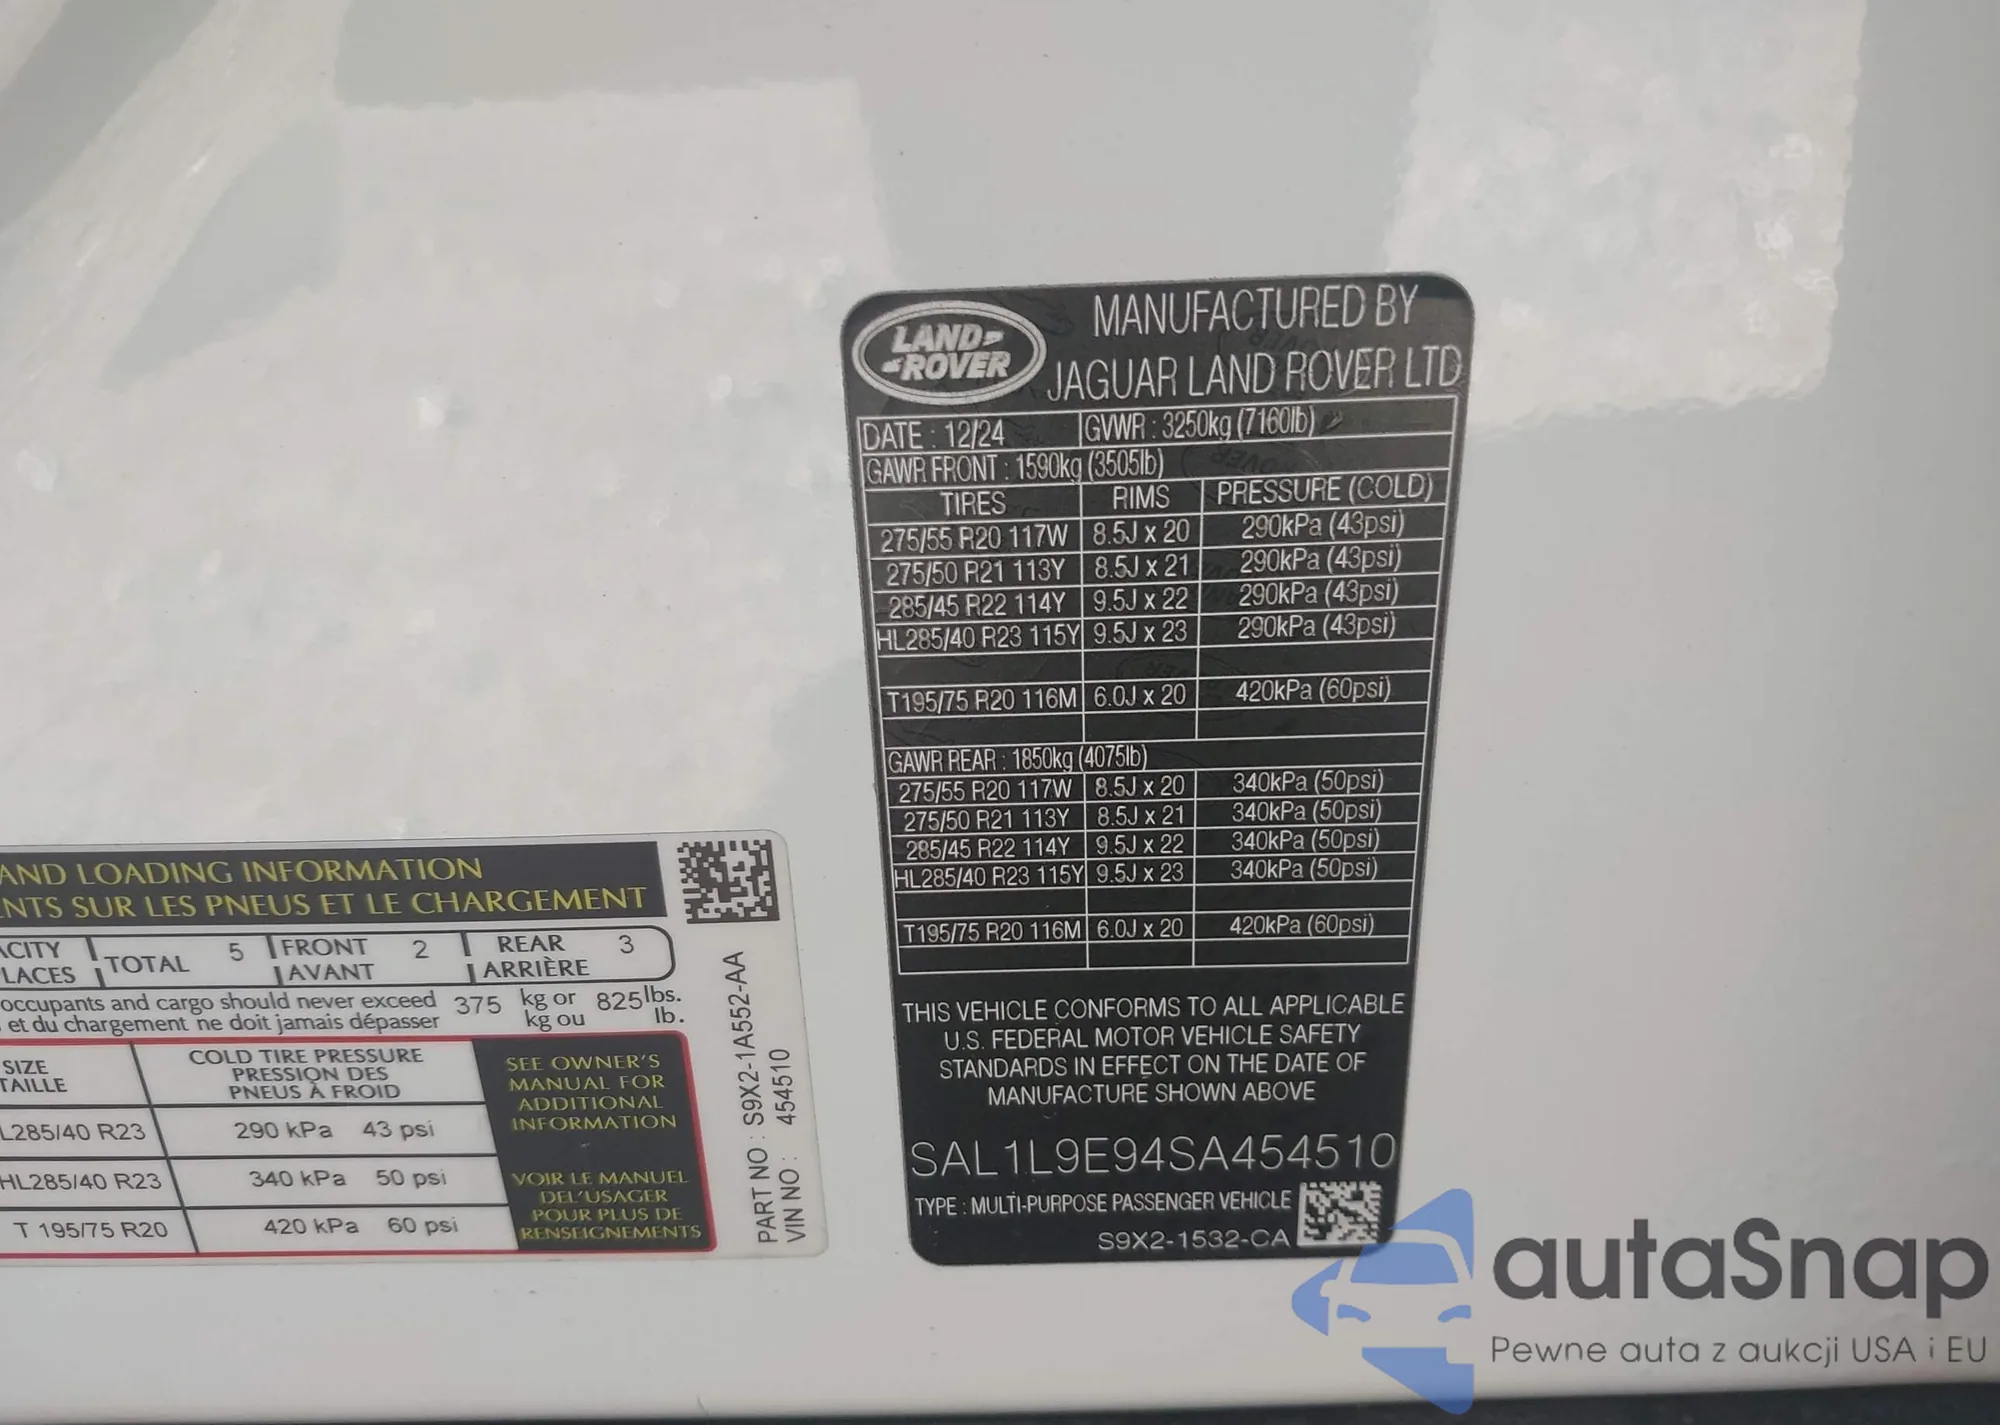 LAND-
-ROVER
MANUFACTURED BY
JAGUAR LAND ROVER LTD
DATE : 12/24 GVWR : 3250kg (7160lb)
GAWR FRONT : 1590kg (3505lb)
TIRES RIMS PRESSURE (COLD)
275/55 R20 117W 8.5J x 20 290kPa (43psi)
275/50 R21 113Y 8.5J x 21 290kPa (43psi)
285/45 R22 114Y 9.5J x 22 290kPa (43psi)
HL285/40 R23 115Y 9.5J x 23 290kPa (43psi)
T195/75 R20 116M 6.0J x 20 420kPa (60psi)
GAWR REAR : 1850kg (4075lb)
275/55 R20 117W 8.5J x 20 340kPa (50psi)
275/50 R21 113Y 8.5J x 21 340kPa (50psi)
285/45 R22 114Y 9.5J x 22 340kPa (50psi)
HL285/40 R23 115Y 9.5J x 23 340kPa (50psi)
T195/75 R20 116M 6.0J x 20 420kPa (60psi)
THIS VEHICLE CONFORMS TO ALL APPLICABLE
U.S. FEDERAL MOTOR VEHICLE SAFETY
STANDARDS IN EFFECT ON THE DATE OF
MANUFACTURE SHOWN ABOVE
SAL1L9E94SA454510
TYPE : MULTI-PURPOSE PASSENGER VEHICLE
S9X2-1532-CA
AND LOADING INFORMATION
ENTS SUR LES PNEUS ET LE CHARGEMENT
ACITY TOTAL 5 FRONT 2 REAR 3
LACES AVANT ARRIÈRE
occupants and cargo should never exceed 375 kg or 825 lbs.
et du chargement ne doit jamais dépasser kg ou lb.
SIZE
TAILLE
COLD TIRE PRESSURE
PRESSION DES
PNEUS À FROID
L285/40 R23 290 kPa 43 psi
HL285/40 R23 340 kPa 50 psi
T 195/75 R20 420 kPa 60 psi
SEE OWNER'S
MANUAL FOR
ADDITIONAL
INFORMATION
VOIR LE MANUEL
DEL'USAGER
POUR PLUS DE
RENSEIGNEMENTS
PART NO : S9X2-1A552-AA
VIN NO : 454510
autaSnap
Pewne auta z aukcji USA i EU